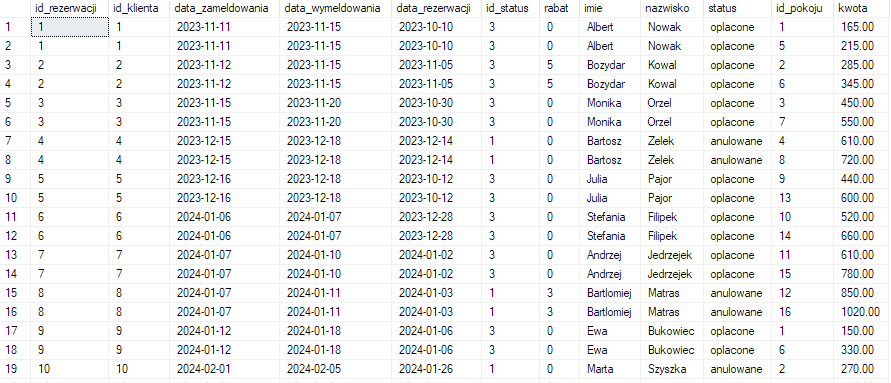 id_rezerwacji id_klienta data_zameldowania data_wymeldowania data_rezerwacji id_status rabat imie nazwisko status id_pokoju kwota
1 1 1 2023-11-11 2023-11-15 2023-10-10 3 0 Albert Nowak oplacone 1 165.00
2 1 1 2023-11-11 2023-11-15 2023-10-10 3 0 Albert Nowak oplacone 5 215.00
3 2 2 2023-11-12 2023-11-15 2023-11-05 3 5 Bozydar Kowal oplacone 2 285.00
4 2 2 2023-11-12 2023-11-15 2023-11-05 3 5 Bozydar Kowal oplacone 6 345.00
5 3 3 2023-11-15 2023-11-20 2023-10-30 3 0 Monika Orzel oplacone 3 450.00
6 3 3 2023-11-15 2023-11-20 2023-10-30 3 0 Monika Orzel oplacone 7 550.00
7 4 4 2023-12-15 2023-12-18 2023-12-14 1 0 Bartosz Zelek anulowane 4 610.00
8 4 4 2023-12-15 2023-12-18 2023-12-14 1 0 Bartosz Zelek anulowane 8 720.00
9 5 5 2023-12-16 2023-12-18 2023-10-12 3 0 Julia Pajor oplacone 9 440.00
10 5 5 2023-12-16 2023-12-18 2023-10-12 3 0 Julia Pajor oplacone 13 600.00
11 6 6 2024-01-06 2024-01-07 2023-12-28 3 0 Stefania Filipek oplacone 10 520.00
12 6 6 2024-01-06 2024-01-07 2023-12-28 3 0 Stefania Filipek oplacone 14 660.00
13 7 7 2024-01-07 2024-01-10 2024-01-02 3 0 Andrzej Jedrzejek oplacone 11 610.00
14 7 7 2024-01-07 2024-01-10 2024-01-02 3 0 Andrzej Jedrzejek oplacone 15 780.00
15 8 8 2024-01-07 2024-01-11 2024-01-03 1 3 Bartlomiej Matras anulowane 12 850.00
16 8 8 2024-01-07 2024-01-11 2024-01-03 1 3 Bartlomiej Matras anulowane 16 1020.00
17 9 9 2024-01-12 2024-01-18 2024-01-06 3 0 Ewa Bukowiec oplacone 1 150.00
18 9 9 2024-01-12 2024-01-18 2024-01-06 3 0 Ewa Bukowiec oplacone 6 330.00
19 10 10 2024-02-01 2024-02-05 2024-01-26 1 0 Marta Szyszka anulowane 2 270.00